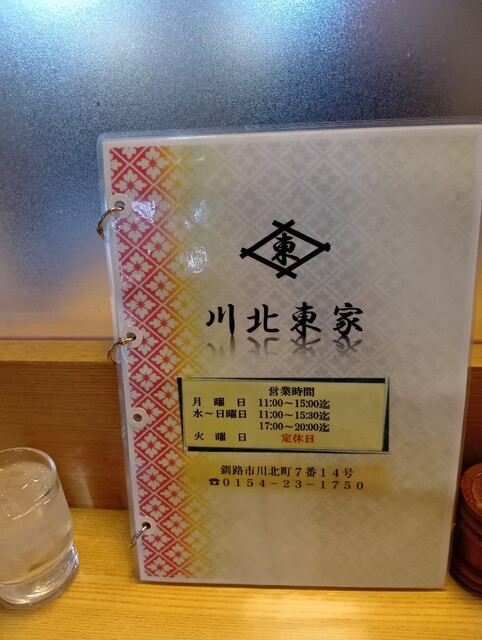 東
川北東家
営業時間
月 曜 日 11:00～15:00迄
水～日曜日 11:00～15:30迄
17:00～20:00迄
火 曜 日 定休日
釧路市川北町７番１４号
☎０１５４－２３－１７５０